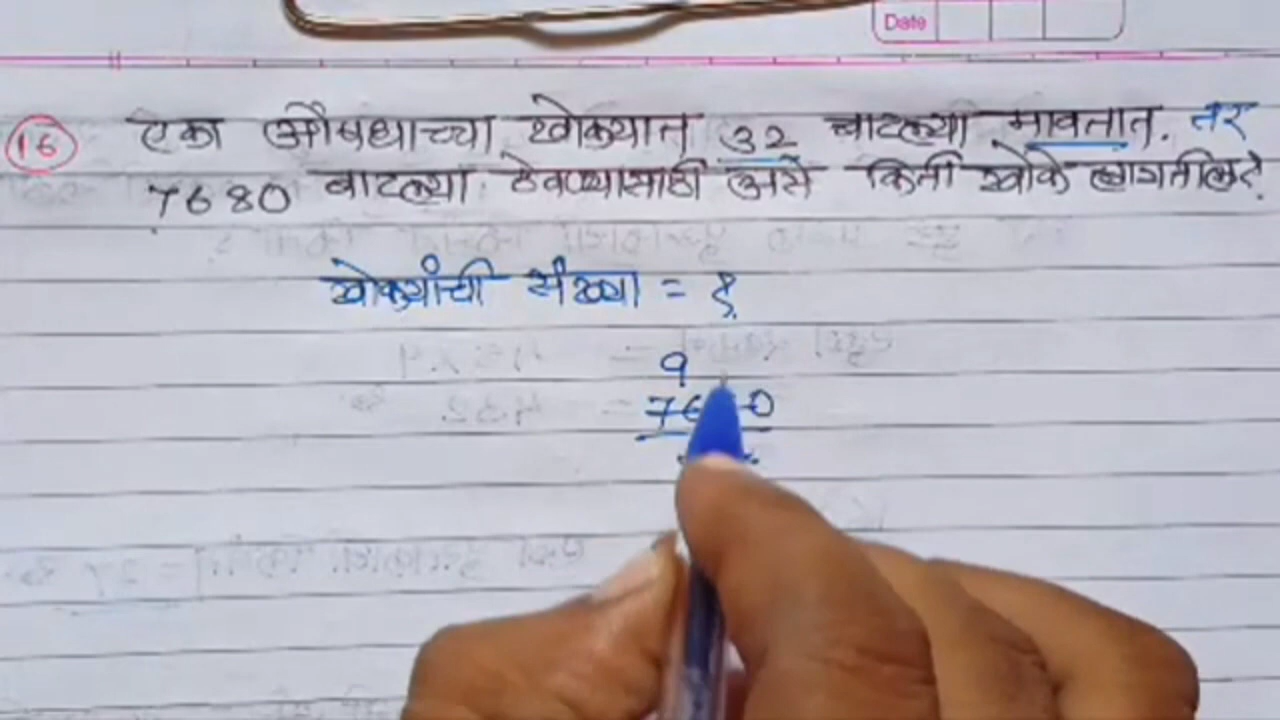 Date
16 एका औषधाच्या खोक्यात 32 बाटल्या मावतात. तर
7680 बाटल्या ठेवण्यासाठी असे किती खोके लागतील?
खोक्यांची संख्या = ?
9